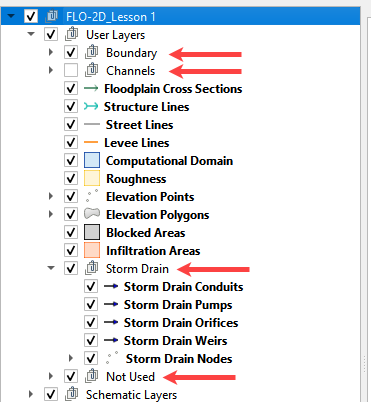 FLO-2D_Lesson 1
User Layers
Boundary
Channels
Floodplain Cross Sections
Structure Lines
Street Lines
Levee Lines
Computational Domain
Roughness
Elevation Points
Elevation Polygons
Blocked Areas
Infiltration Areas
Storm Drain
Storm Drain Conduits
Storm Drain Pumps
Storm Drain Orifices
Storm Drain Weirs
Storm Drain Nodes
Not Used
Schematic Layers